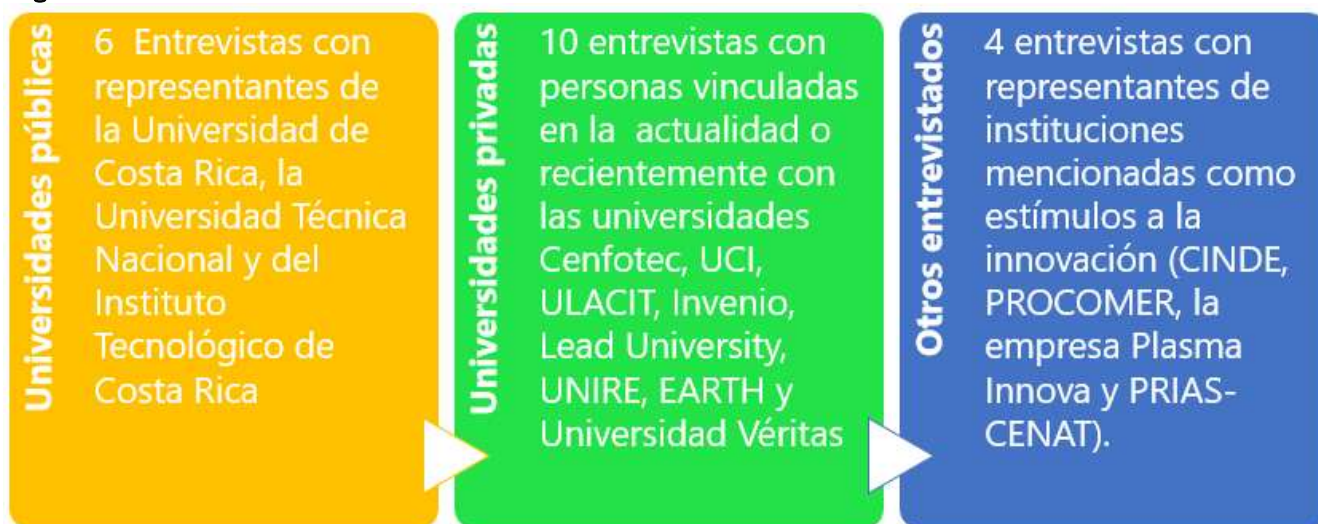 Universidades públicas
6 Entrevistas con
representantes de
la Universidad de
Costa Rica, la
Universidad Técnica
Nacional y del
Instituto
Tecnológico de
Costa Rica
Universidades privadas
10 entrevistas con
personas vinculadas
en la actualidad o
recientemente con
las universidades
Cenfotec, UCI,
ULACIT, Invenio,
Lead University,
UNIRE, EARTH y
Universidad Véritas
Otros entrevistados
4 entrevistas con
representantes de
instituciones
mencionadas como
estímulos a la
innovación (CINDE,
PROCOMER, la
empresa Plasma
Innova y PRIAS-
CENAT).